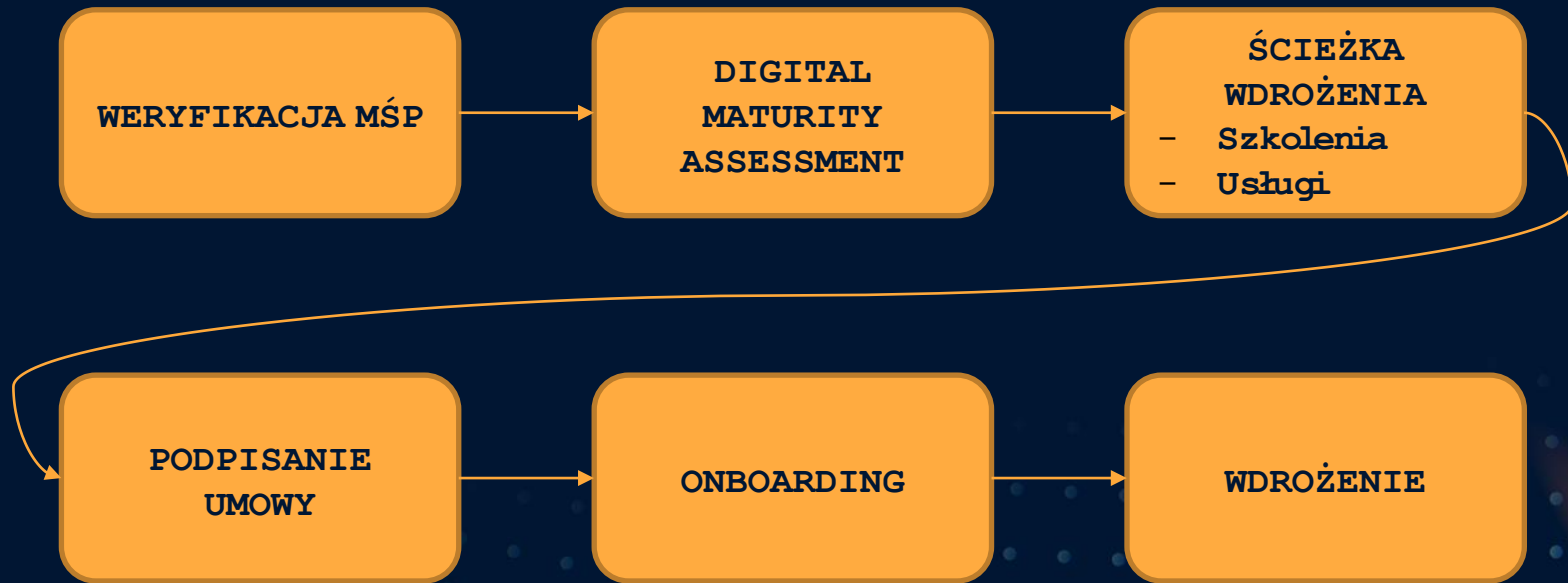 WERYFIKACJA MŚP
DIGITAL
MATURITY
ASSESSMENT
ŚCIEŻKA
WDROŻENIA
- Szkolenia
- Usługi
PODPISANIE
UMOWY
ONBOARDING
WDROŻENIE